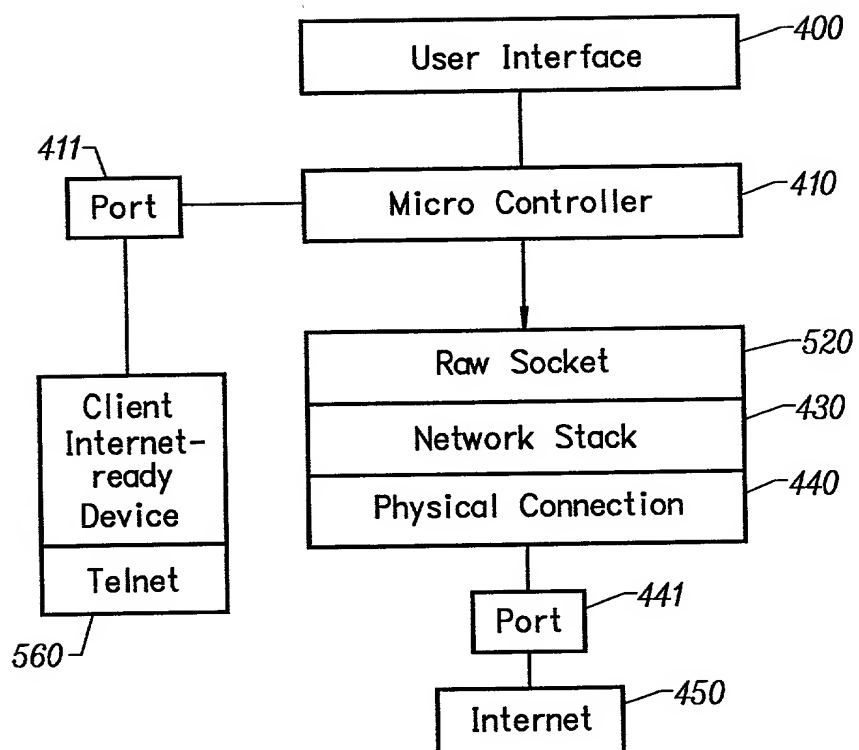 400
User Interface
411
Port
Micro Controller
410
Raw Socket
520
Client
Internet-
ready
Device
Network Stack
430
Physical Connection
440
Telnet
560
Port
441
Internet
450